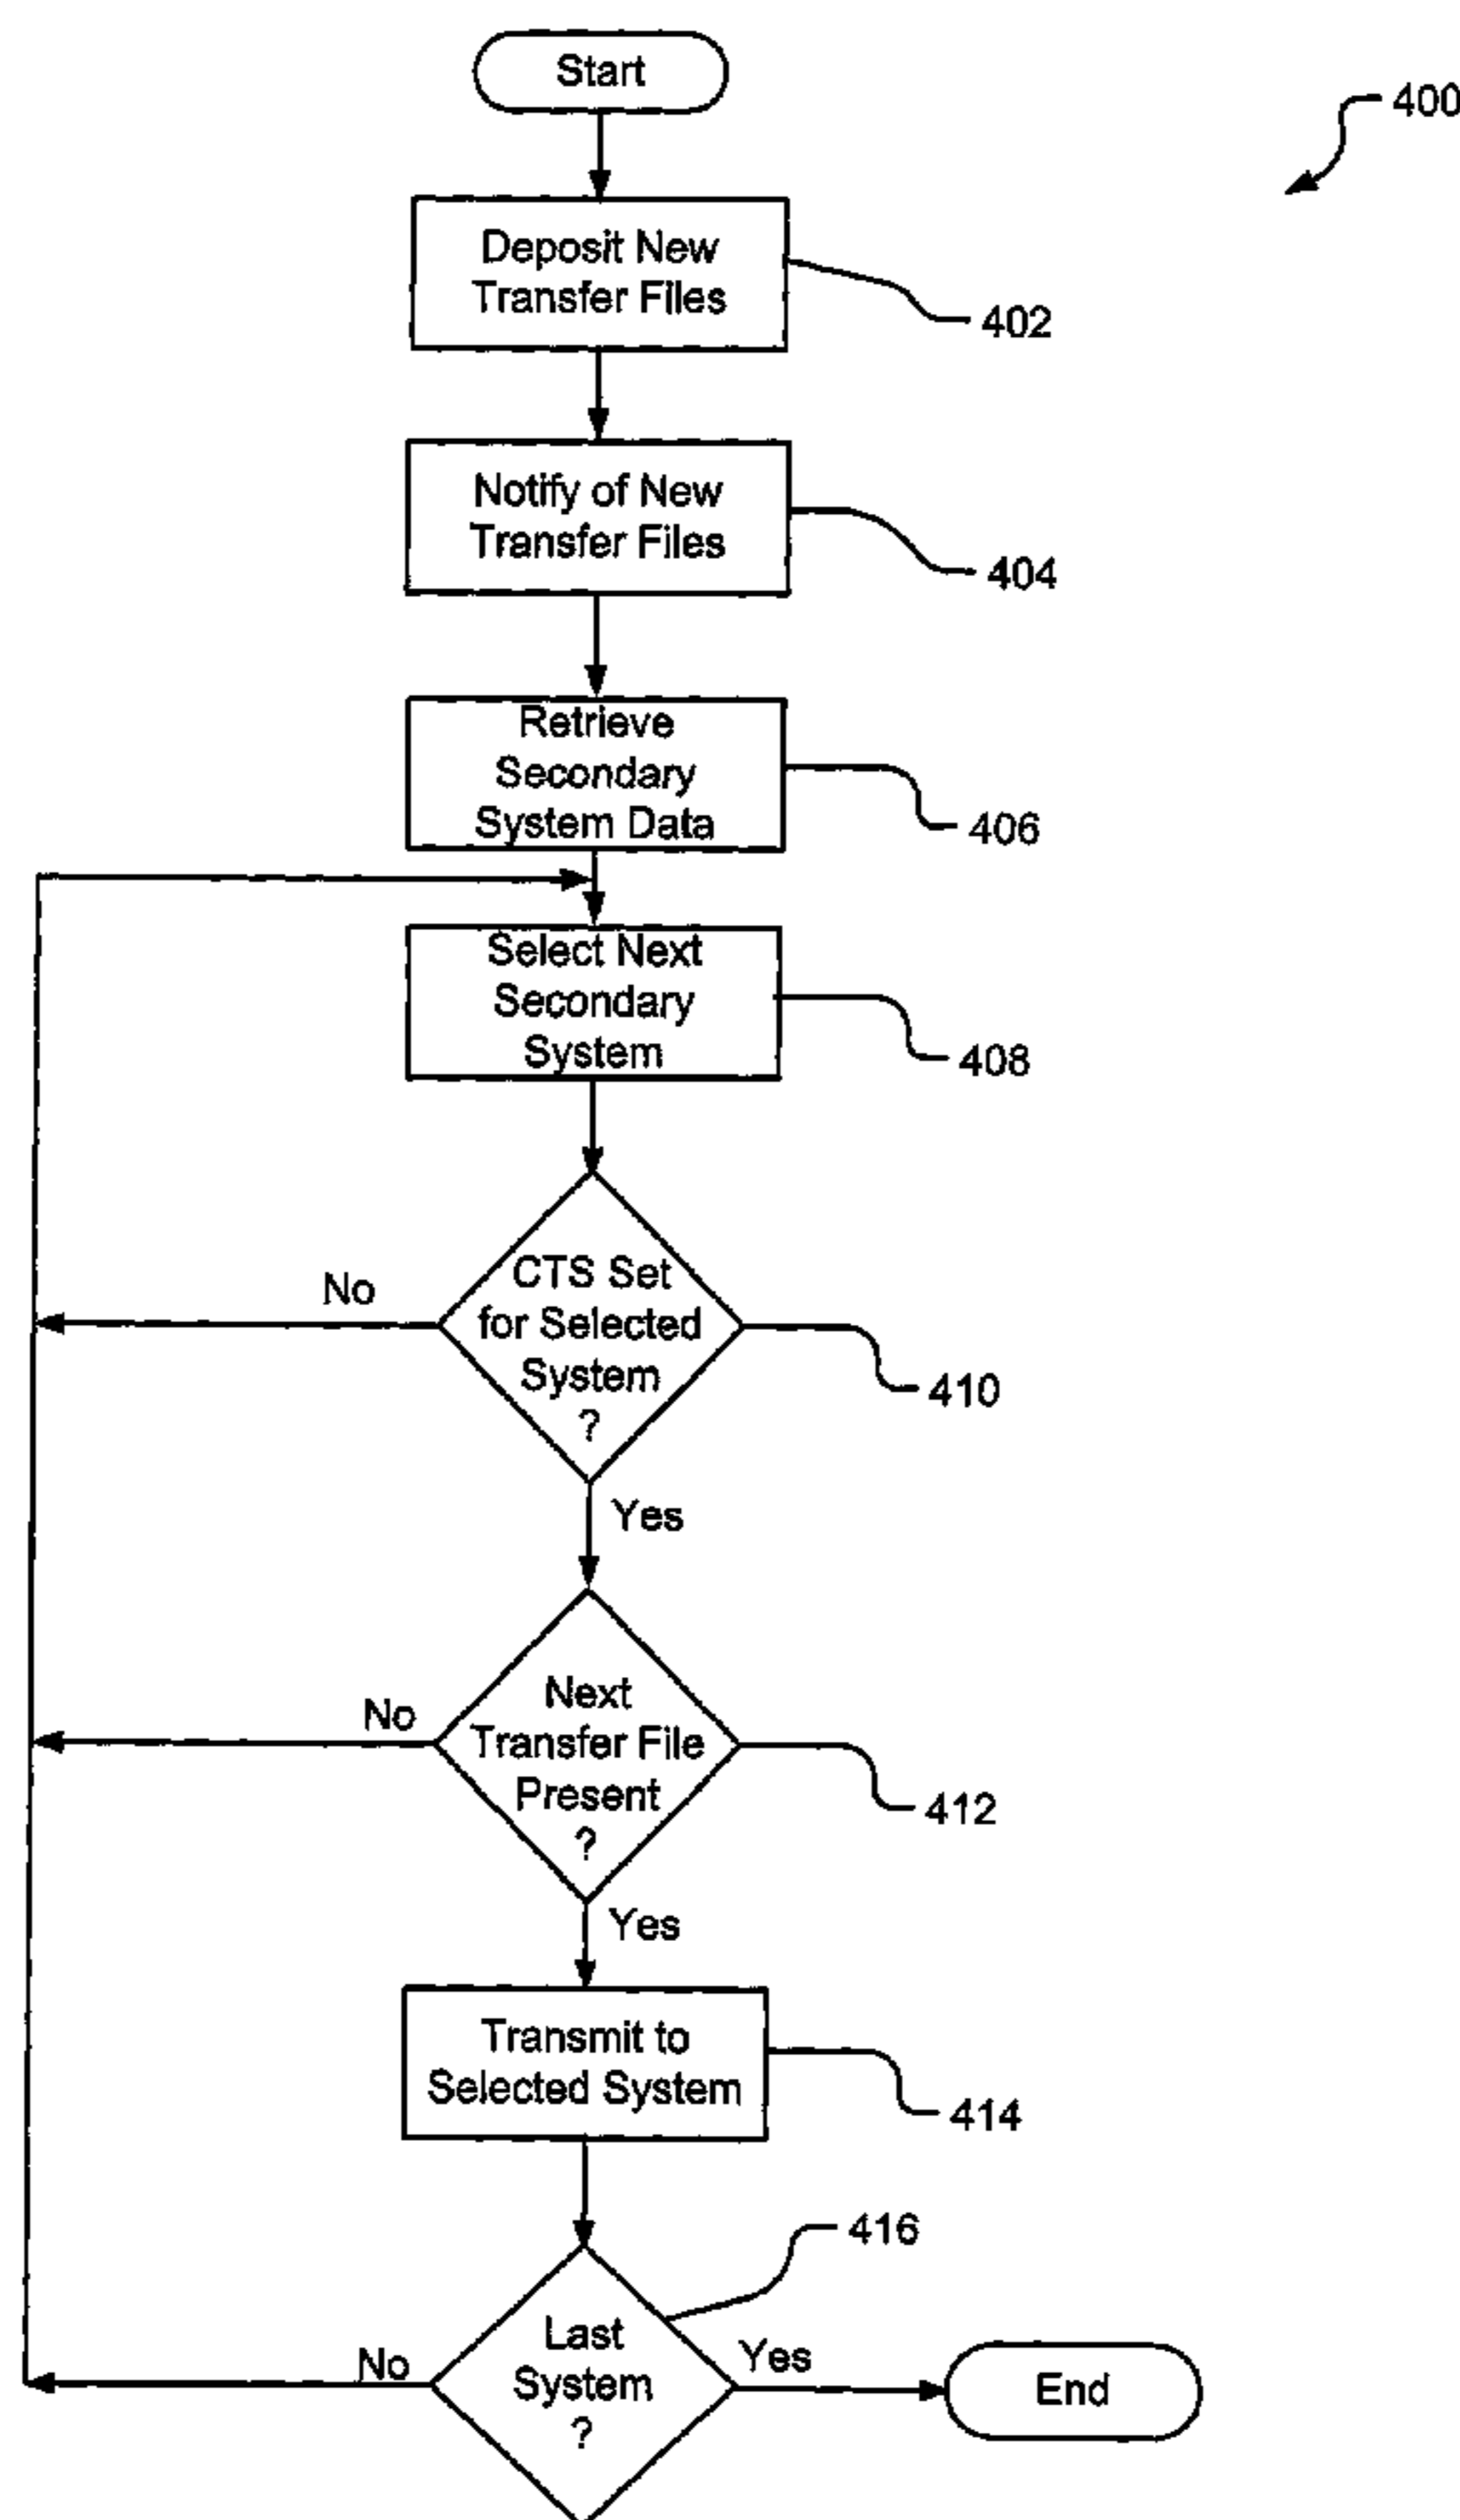 Start
400
Deposit New
Transfer Files
402
Notify of New
Transfer Files
404
Retrieve
Secondary
System Data
406
Select Next
Secondary
System
408
CTS Set
for Selected
System
?
No
410
Yes
Next
Transfer File
Present
?
No
412
Yes
Transmit to
Selected System
414
416
Last
System
?
No
Yes
End